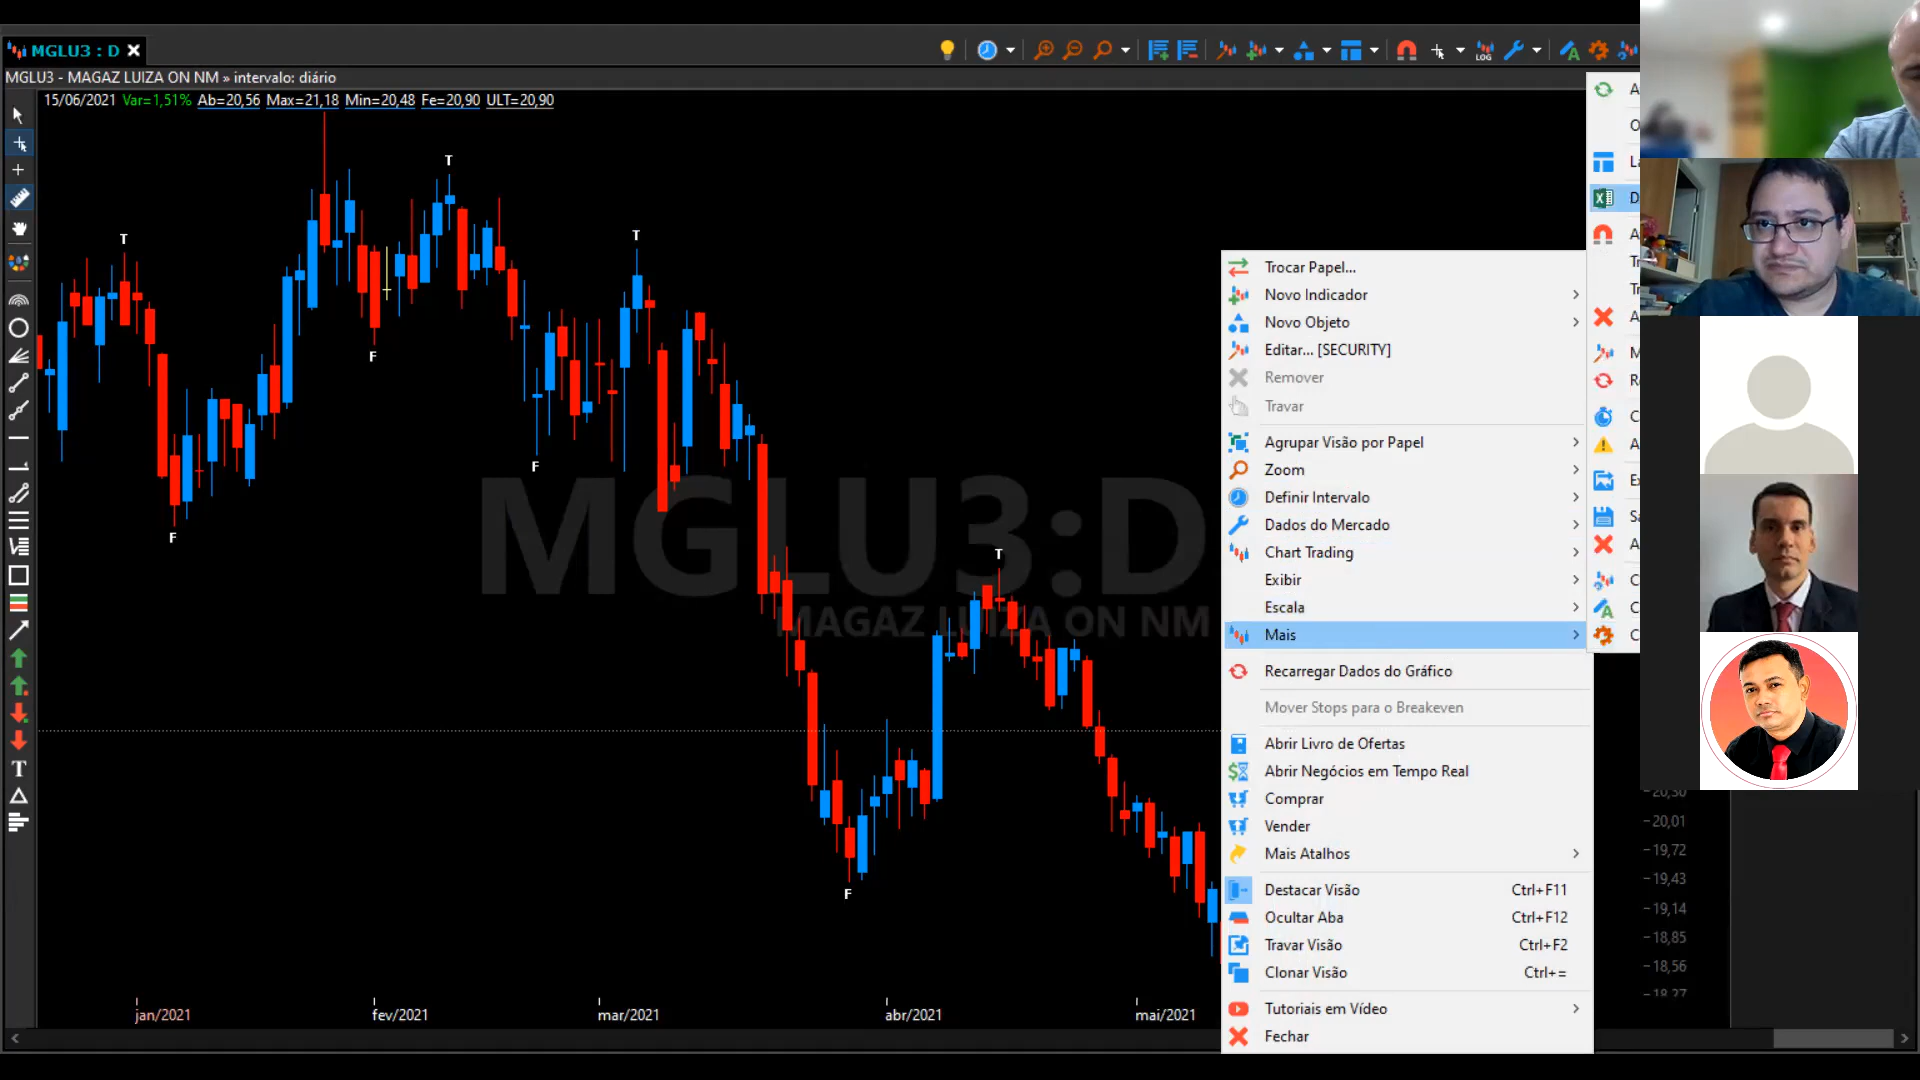 MGLU3 : D
MGLU3 - MAGAZ LUIZA ON NM » intervalo: diário
15/06/2021 Var=1,51% Ab=20,56 Max=21,18 Min=20,48 Fe=20,90 ULT=20,90
LOG
T
T
T
T
F
F
F
F
MGLU3:D
MAGAZ LUIZA ON NM
Trocar Papel...
Novo Indicador
Novo Objeto
Editar... [SECURITY]
Remover
Travar
Agrupar Visão por Papel
Zoom
Definir Intervalo
Dados do Mercado
Chart Trading
Exibir
Escala
Mais
Recarregar Dados do Gráfico
Mover Stops para o Breakeven
Abrir Livro de Ofertas
Abrir Negócios em Tempo Real
Comprar
Vender
Mais Atalhos
Destacar Visão Ctrl+F11
Ocultar Aba Ctrl+F12
Travar Visão Ctrl+F2
Clonar Visão Ctrl+=
Tutoriais em Vídeo
Fechar
20,01
19,72
19,43
19,14
18,85
18,56
jan/2021 fev/2021 mar/2021 abr/2021 mai/2021